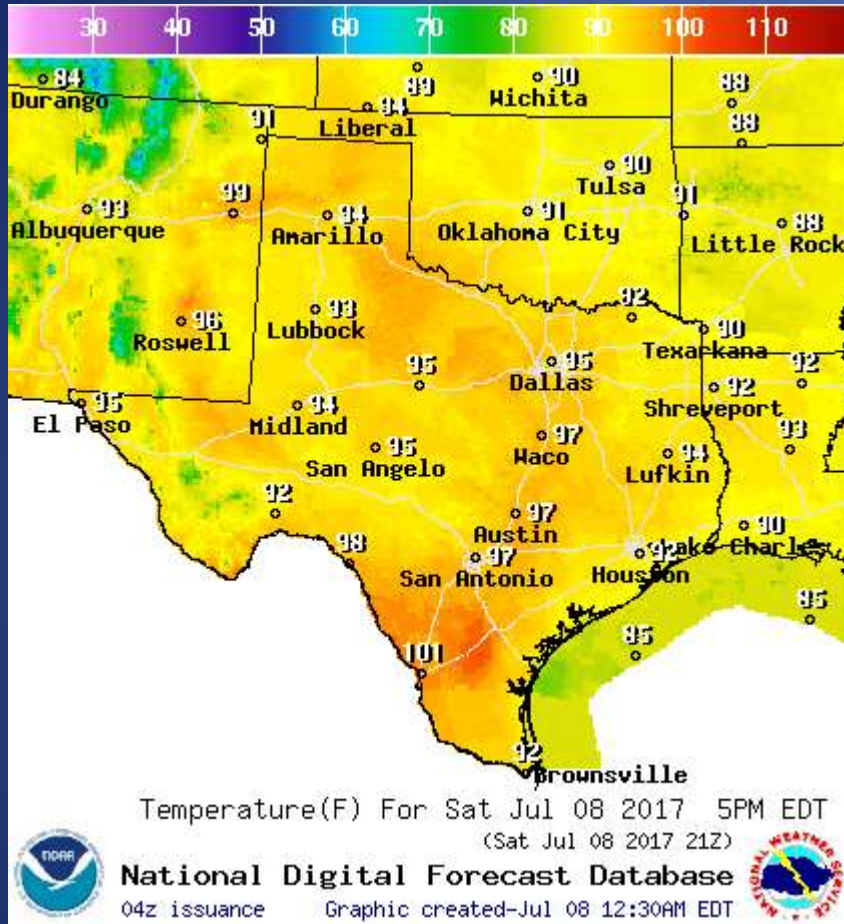 30 40 50 60 70 80 90 100 110
84
Durango
89
90
Wichita
88
94
Liberal
91
88
90
Tulsa
93
Albuquerque
99
94
Amarillo
91
Oklahoma City
91
88
Little Rock
96
Roswell
93
Lubbock
92
90
Texarkana
95
95
Dallas
92
Shreveport
92
95
El Paso
94
Midland
95
San Angelo
97
Waco
94
Lufkin
93
92
97
Austin
90
Lake Charles
98
97
San Antonio
92
Houston
85
85
101
92
Brownsville
Temperature(F) For Sat Jul 08 2017 5PM EDT
(Sat Jul 08 2017 21Z)
NOAA
National Digital Forecast Database
04z issuance Graphic created-Jul 08 12:30AM EDT
NATIONAL WEATHER SERVICE